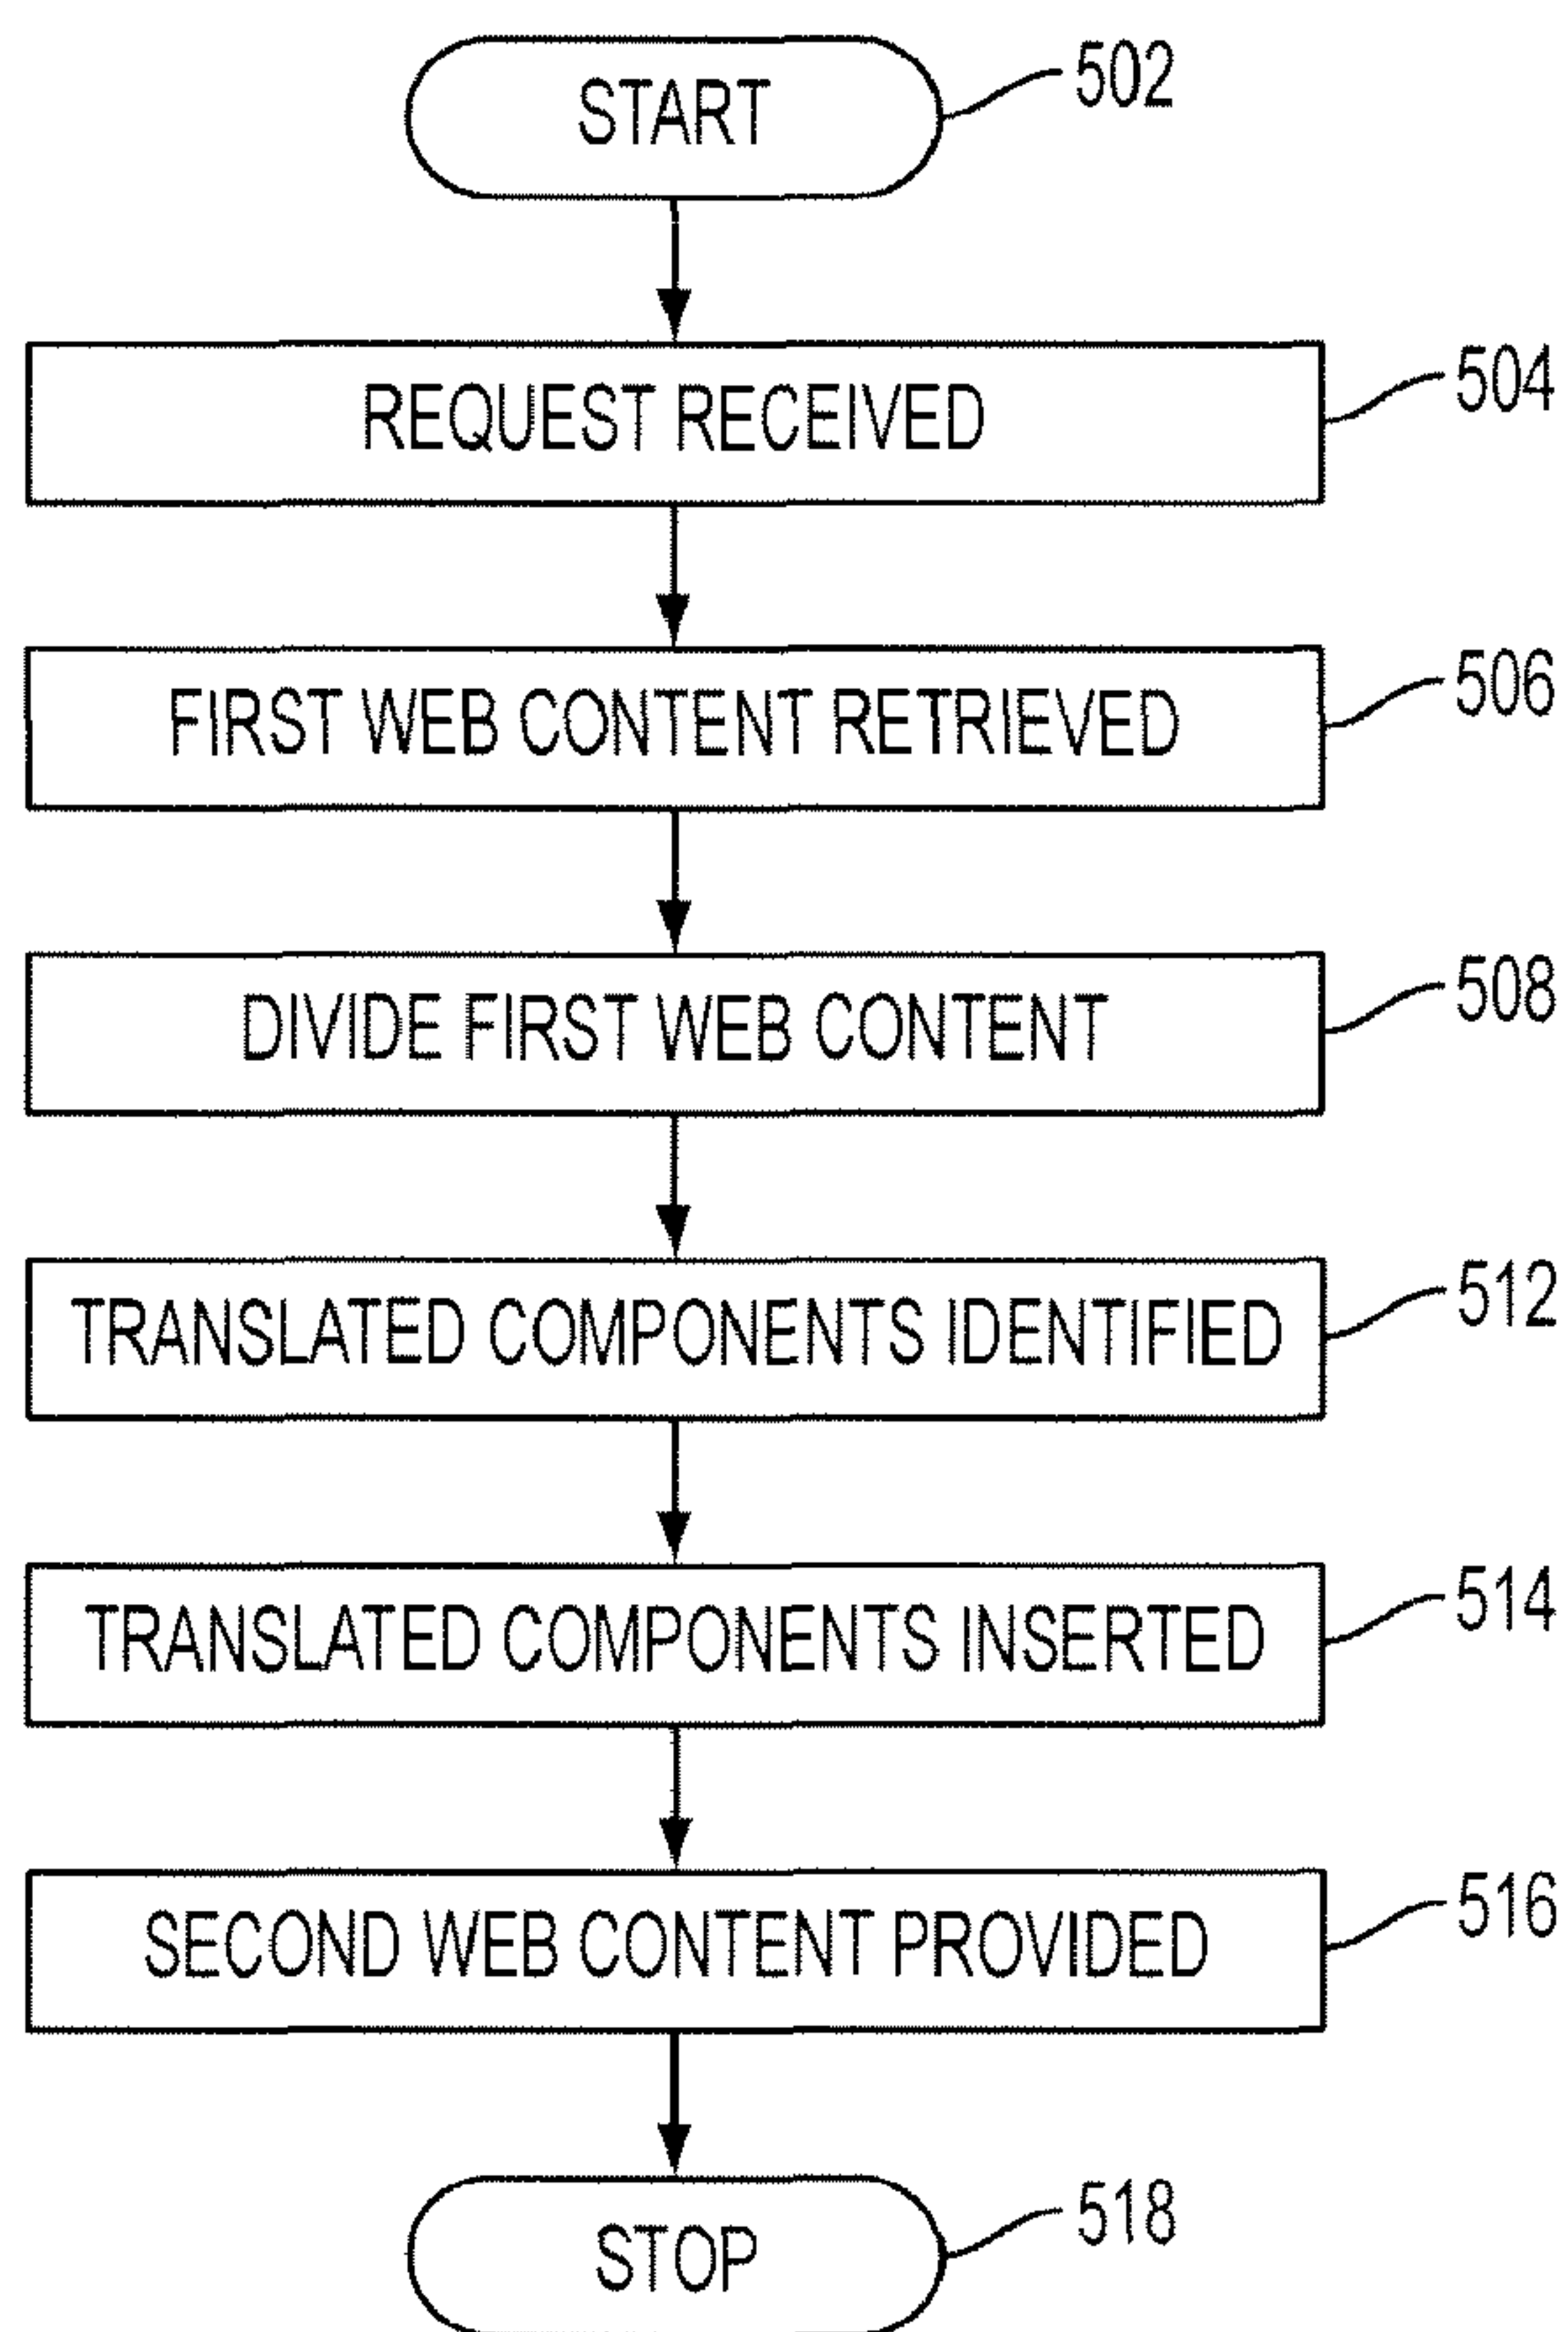 START
502
REQUEST RECEIVED
504
FIRST WEB CONTENT RETRIEVED
506
DIVIDE FIRST WEB CONTENT
508
TRANSLATED COMPONENTS IDENTIFIED
512
TRANSLATED COMPONENTS INSERTED
514
SECOND WEB CONTENT PROVIDED
516
STOP
518